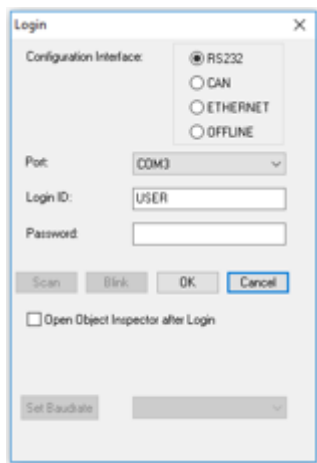 Login
Configuration Interface:
RS232
CAN
ETHERNET
OFFLINE
Port:
COM3
Login ID:
USER
Password:
Scan
Blink
OK
Cancel
Open Object Inspector after Login
Set Baudrate